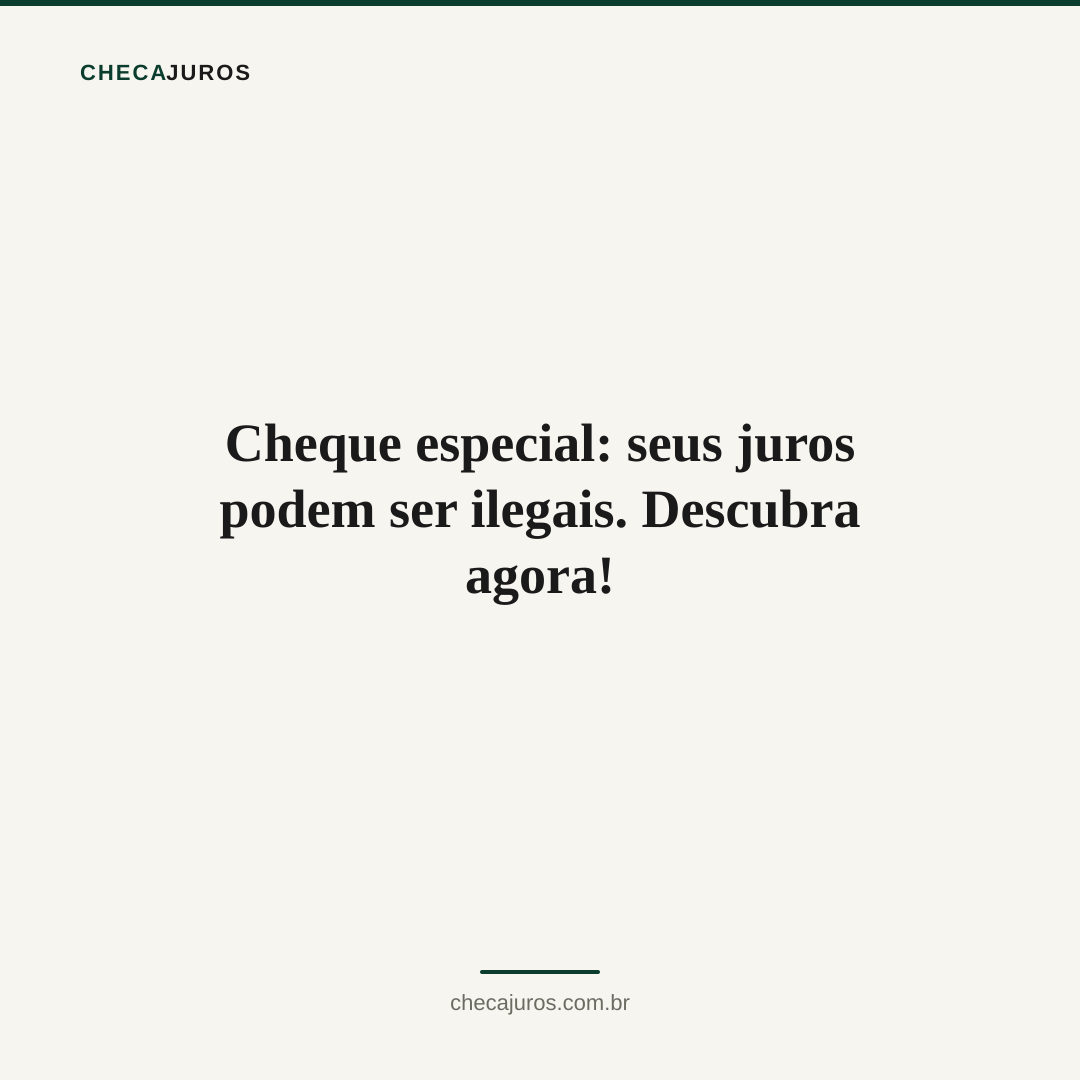 CHECAJUROS
Cheque especial: seus juros
podem ser ilegais. Descubra
agora!
checajuros.com.br